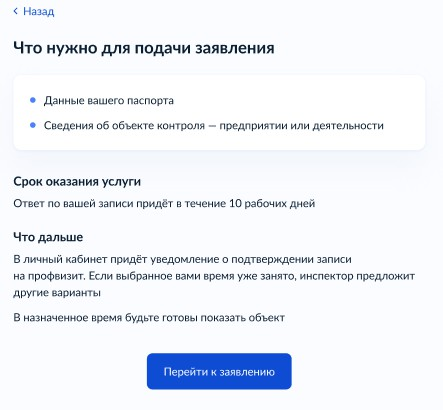 Назад
Что нужно для подачи заявления
Данные вашего паспорта
Сведения об объекте контроля — предприятии или деятельности
Срок оказания услуги
Ответ по вашей записи придёт в течение 10 рабочих дней
Что дальше
В личный кабинет придёт уведомление о подтверждении записи
на профвизит. Если выбранное вами время уже занято, инспектор предложит
другие варианты
В назначенное время будьте готовы показать объект
Перейти к заявлению